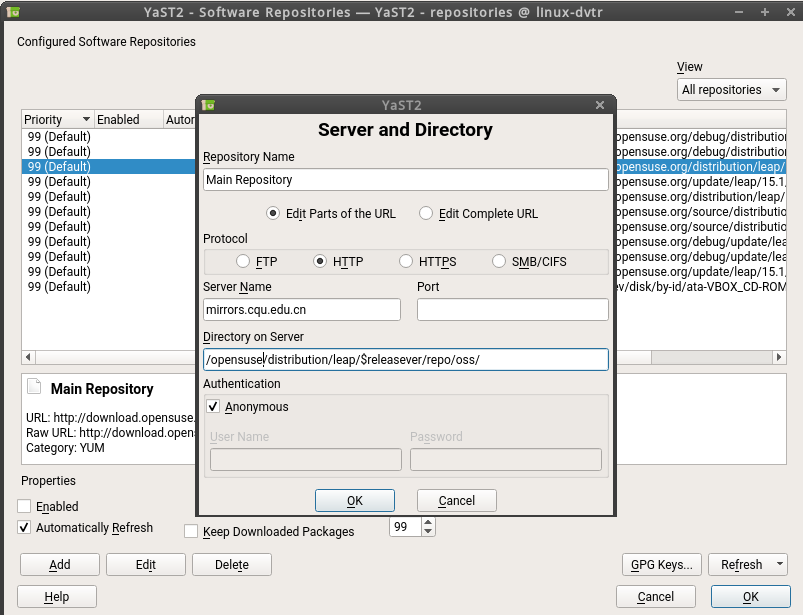 YaST2 - Software Repositories — YaST2 - repositories @ linux-dvtr
Configured Software Repositories
View
All repositories
Priority Enabled Autor
99 (Default) opensuse.org/debug/distribution
99 (Default) opensuse.org/debug/distribution
99 (Default) opensuse.org/distribution/leap/
99 (Default) opensuse.org/update/leap/15.1
99 (Default) opensuse.org/distribution/leap/
99 (Default) opensuse.org/source/distributio
99 (Default) opensuse.org/source/distributio
99 (Default) opensuse.org/debug/update/lea
99 (Default) opensuse.org/debug/update/lea
99 (Default) opensuse.org/update/leap/15.1
99 (Default) ev/disk/by-id/ata-VBOX_CD-ROM
YaST2
Server and Directory
Repository Name
Main Repository
Edit Parts of the URL Edit Complete URL
Protocol
FTP HTTP HTTPS SMB/CIFS
Server Name Port
mirrors.cqu.edu.cn
Directory on Server
/opensuse/distribution/leap/$releasever/repo/oss/
Authentication
Anonymous
User Name Password
OK Cancel
Main Repository
URL: http://download.opensuse.
Raw URL: http://download.open
Category: YUM
Properties
Enabled
Automatically Refresh Keep Downloaded Packages 99
Add Edit Delete GPG Keys... Refresh
Help Cancel OK